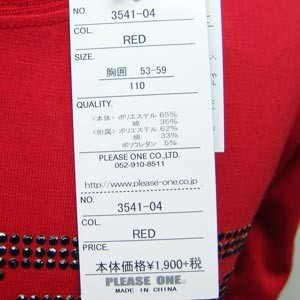 NO. 3541-04
COL.
RED
SIZE.
胸囲 53-59
110
QUALITY.
〈本体〉ポリエステル 65%
綿 35%
〈附属〉ポリエステル 62%
綿 33%
ポリウレタン 5%
PLEASE ONE CO.,LTD.
052-910-8511
http://www.please-one.co.jp
NO.
3541-04
COL.
RED
PRICE.
本体価格¥1,900+税
PLEASE ONE.
MADE IN CHINA